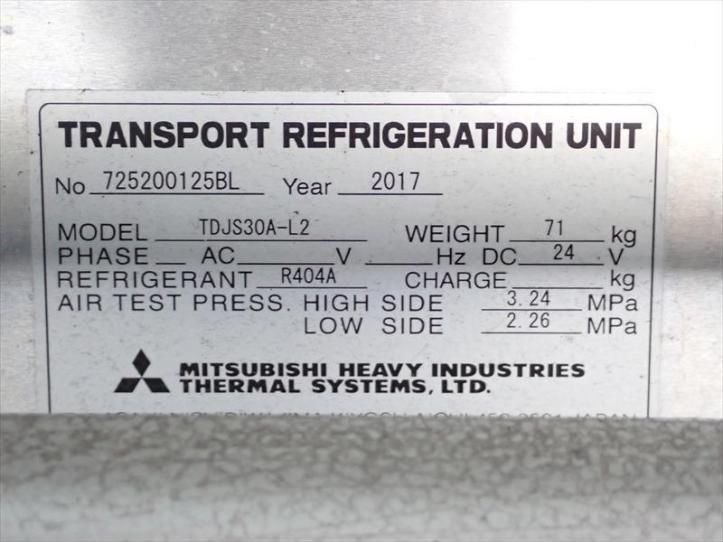 TRANSPORT REFRIGERATION UNIT
No 725200125BL Year 2017
MODEL TDJS30A-L2 WEIGHT 71 kg
PHASE AC V Hz DC 24 V
REFRIGERANT R404A CHARGE kg
AIR TEST PRESS. HIGH SIDE 3.24 MPa
LOW SIDE 2.26 MPa
MITSUBISHI HEAVY INDUSTRIES
THERMAL SYSTEMS, LTD.